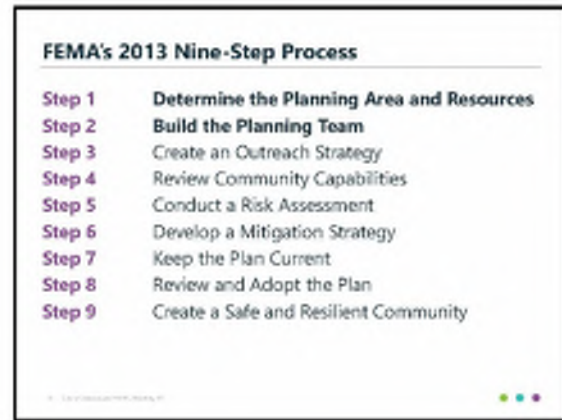 FEMA's 2013 Nine-Step Process
Step 1 Determine the Planning Area and Resources
Step 2 Build the Planning Team
Step 3 Create an Outreach Strategy
Step 4 Review Community Capabilities
Step 5 Conduct a Risk Assessment
Step 6 Develop a Mitigation Strategy
Step 7 Keep the Plan Current
Step 8 Review and Adopt the Plan
Step 9 Create a Safe and Resilient Community